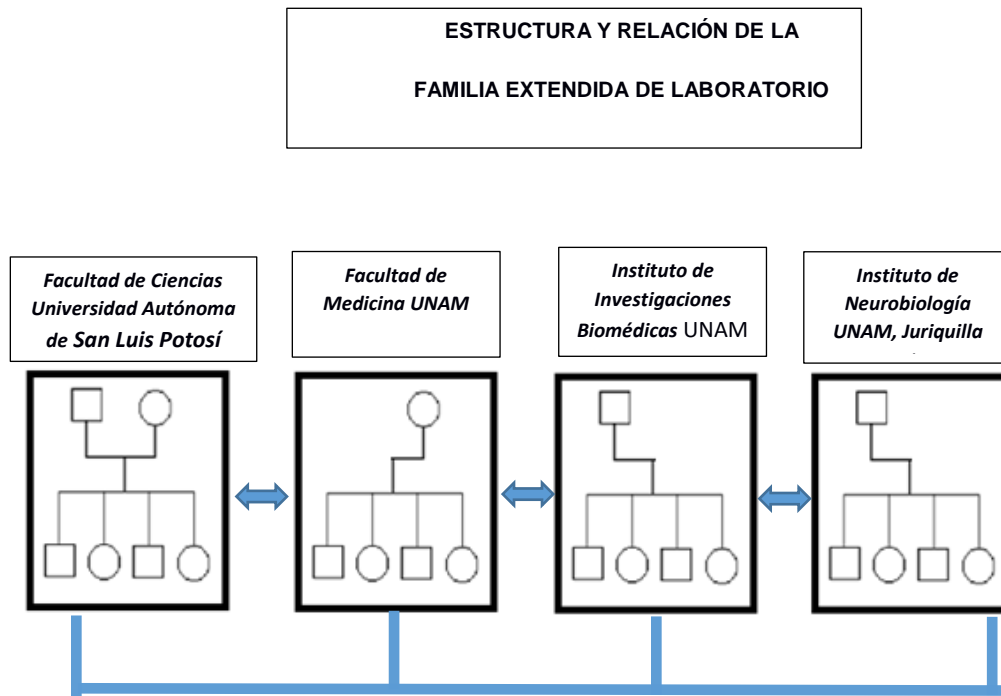 ESTRUCTURA Y RELACIÓN DE LA
FAMILIA EXTENDIDA DE LABORATORIO
Facultad de Ciencias
Universidad Autónoma
de San Luis Potosí
Facultad de
Medicina UNAM
Instituto de
Investigaciones
Biomédicas UNAM
Instituto de
Neurobiología
UNAM, Juriquilla